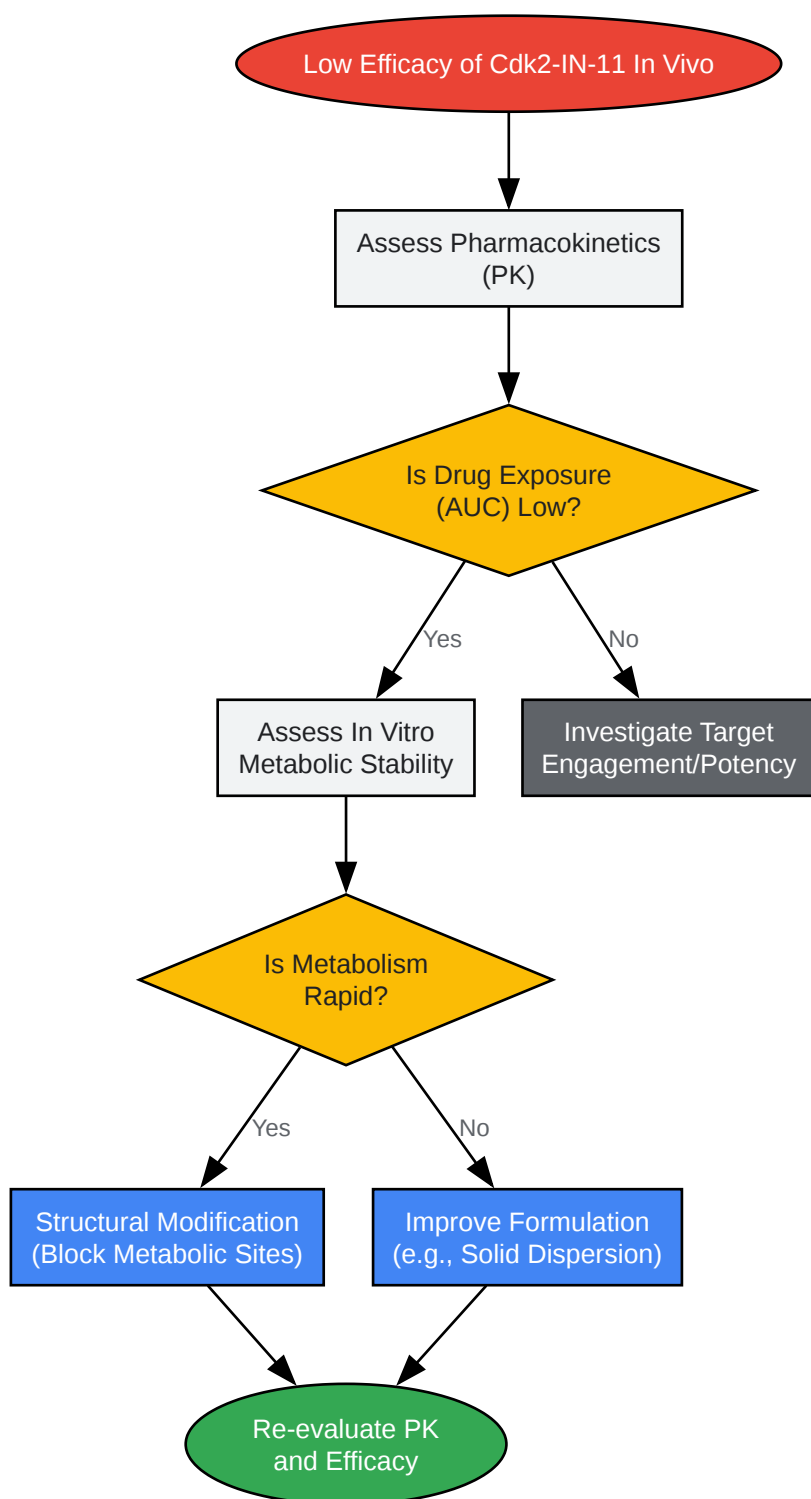 Low Efficacy of Cdk2-IN-11 In Vivo
Assess Pharmacokinetics
(PK)
Is Drug Exposure
(AUC) Low?
Yes
No
Assess In Vitro
Metabolic Stability
Investigate Target
Engagement/Potency
Is Metabolism
Rapid?
Yes
No
Structural Modification
(Block Metabolic Sites)
Improve Formulation
(e.g., Solid Dispersion)
Re-evaluate PK
and Efficacy